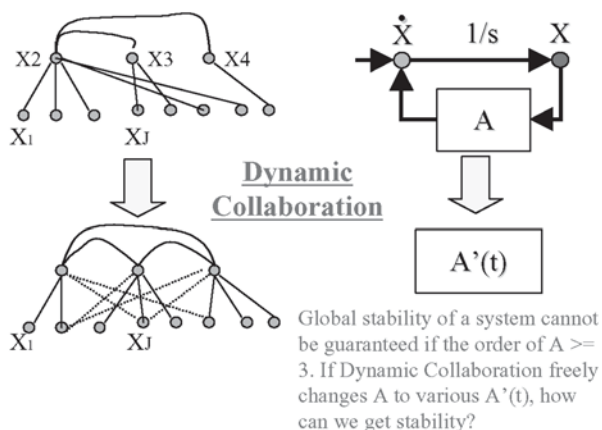 X2
X3
X4
X1
XJ
Ẋ
1/s
X
A
Dynamic
Collaboration
X1
XJ
A’(t)
Global stability of a system cannot
be guaranteed if the order of A >=
3. If Dynamic Collaboration freely
changes A to various A’(t), how
can we get stability?